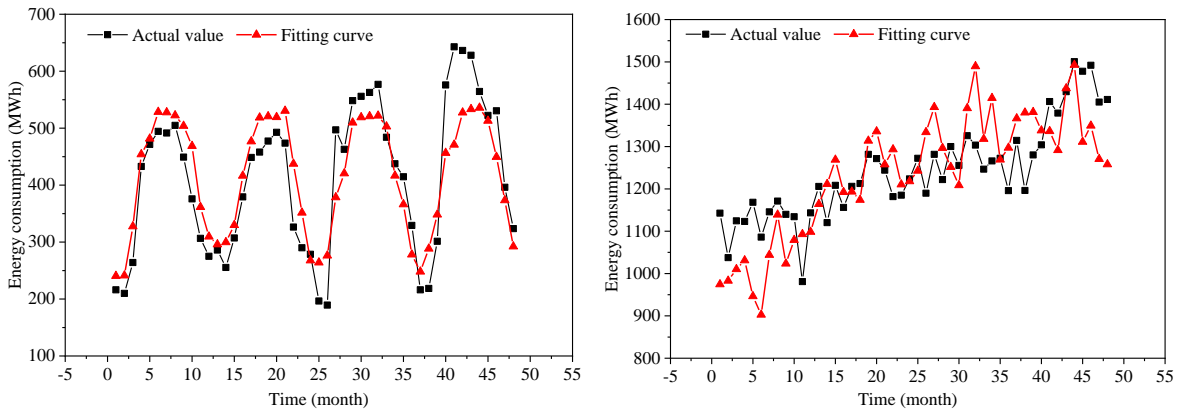 700
600
500
400
300
200
100
Energy consumption (MWh)
Actual value
Fitting curve
-5 0 5 10 15 20 25 30 35 40 45 50 55
Time (month)
1600
1500
1400
1300
1200
1100
1000
900
800
Energy consumption (MWh)
Actual value
Fitting curve
-5 0 5 10 15 20 25 30 35 40 45 50 55
Time (month)